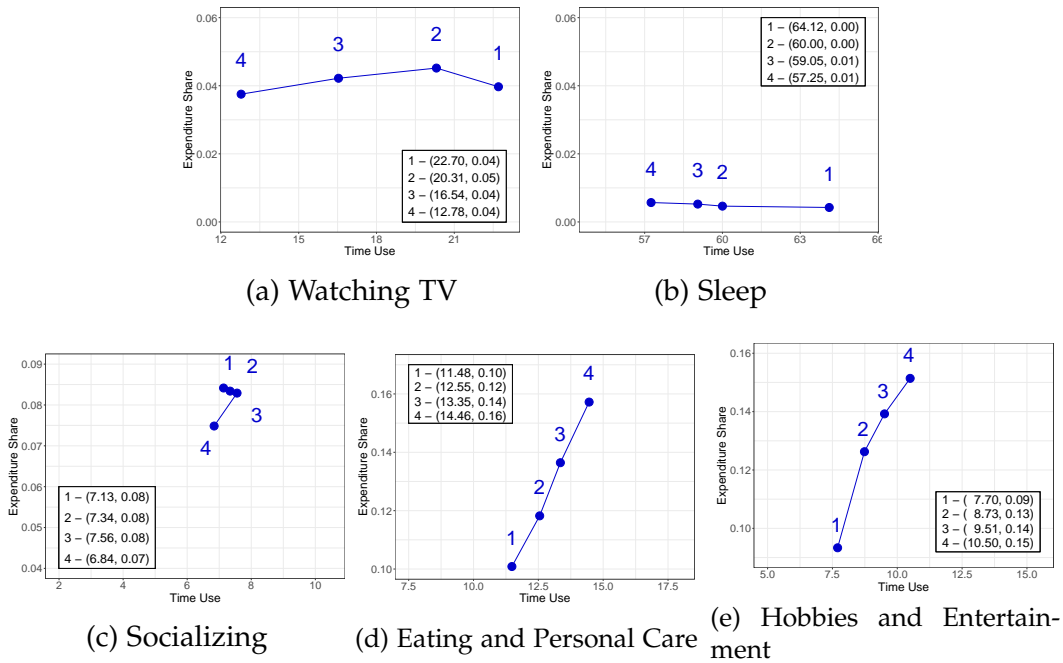 0.06
0.04
0.02
0.00
Expenditure Share
4
3
2
1
1 – (22.70, 0.04)
2 – (20.31, 0.05)
3 – (16.54, 0.04)
4 – (12.78, 0.04)
12 15 18 21
Time Use
(a) Watching TV
0.06
0.04
0.02
0.00
Expenditure Share
1 – (64.12, 0.00)
2 – (60.00, 0.00)
3 – (59.05, 0.01)
4 – (57.25, 0.01)
4 3 2 1
57 60 63 66
Time Use
(b) Sleep
0.09
0.08
0.07
0.06
0.05
0.04
Expenditure Share
1 2
3
4
1 – (7.13, 0.08)
2 – (7.34, 0.08)
3 – (7.56, 0.08)
4 – (6.84, 0.07)
2 4 6 8 10
Time Use
(c) Socializing
0.16
0.14
0.12
0.10
Expenditure Share
1 – (11.48, 0.10)
2 – (12.55, 0.12)
3 – (13.35, 0.14)
4 – (14.46, 0.16)
4
3
2
1
7.5 10.0 12.5 15.0 17.5
Time Use
(d) Eating and Personal Care
0.16
0.14
0.12
0.10
Expenditure Share
4
3
2
1
1 – ( 7.70, 0.09)
2 – ( 8.73, 0.13)
3 – ( 9.51, 0.14)
4 – (10.50, 0.15)
5.0 7.5 10.0 12.5 15.0
Time Use
(e) Hobbies and Entertain-
ment